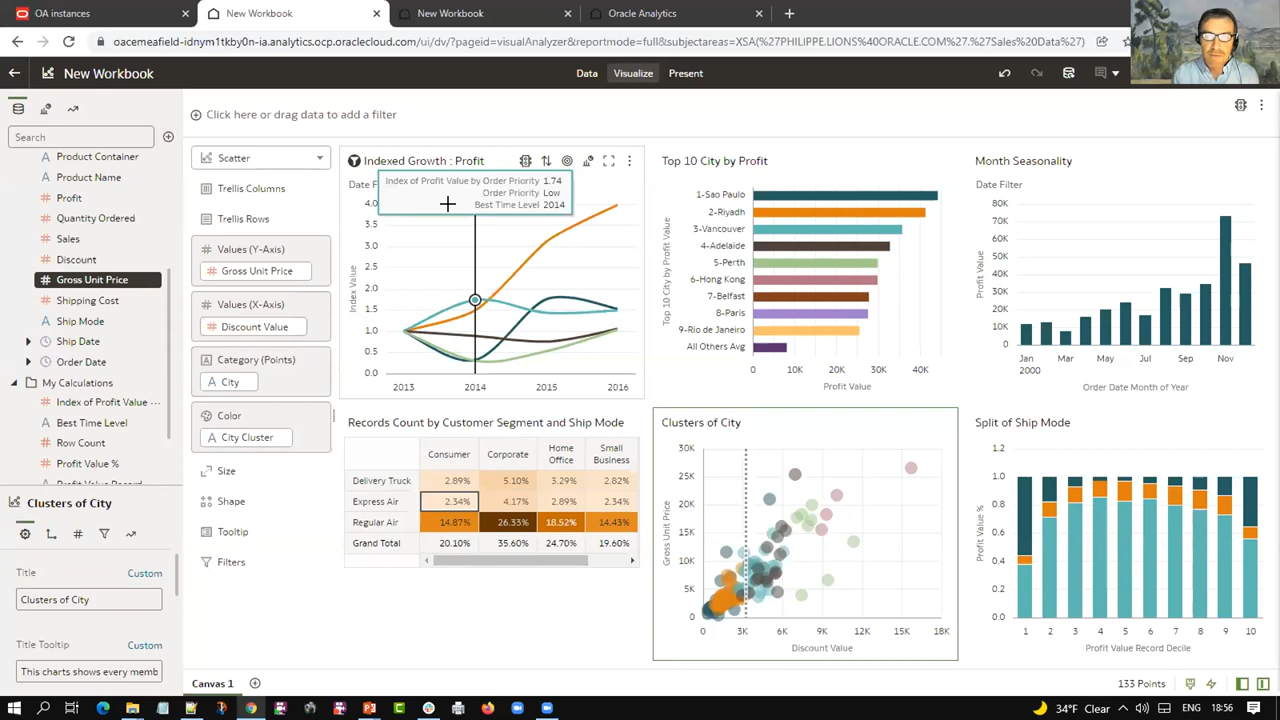 OA instances
New Workbook
New Workbook
Oracle Analytics
oacemeafield-idnym1tkby0n-ia.analytics.ocp.oraclecloud.com/ui/dv/?pageid=visualAnalyzer&reportmode=full&subjectareas=XSA(%27PHILIPPE.LIONS%40ORACLE.COM%27.%27Sales%20Data%27)
New Workbook
Data
Visualize
Present
Search
Product Container
Product Name
Profit
Quantity Ordered
Sales
Discount
Gross Unit Price
Shipping Cost
Ship Mode
Ship Date
Order Date
My Calculations
Index of Profit Value ...
Best Time Level
Row Count
Profit Value %
Clusters of City
Title
Custom
Clusters of City
Title Tooltip
Custom
This charts shows every memb
Click here or drag data to add a filter
Scatter
Trellis Columns
Trellis Rows
Values (Y-Axis)
Gross Unit Price
Values (X-Axis)
Discount Value
Category (Points)
City
Color
City Cluster
Size
Shape
Tooltip
Filters
Indexed Growth : Profit
Date F
Index of Profit Value by Order Priority 1.74
Order Priority Low
Best Time Level 2014
Index Value
4.0
3.5
3.0
2.5
2.0
1.5
1.0
0.5
0.0
2013 2014 2015 2016
Top 10 City by Profit
Top 10 City by Profit Value
1-Sao Paulo
2-Riyadh
3-Vancouver
4-Adelaide
5-Perth
6-Hong Kong
7-Belfast
8-Paris
9-Rio de Janeiro
All Others Avg
0 10K 20K 30K 40K
Profit Value
Month Seasonality
Date Filter
Profit Value
80K
70K
60K
50K
40K
30K
20K
10K
0
Jan Mar May Jul Sep Nov
2000
Order Date Month of Year
Records Count by Customer Segment and Ship Mode
Consumer Corporate Home Office Small Business
Delivery Truck 2.89% 5.10% 3.29% 2.82%
Express Air 2.34% 4.17% 2.89% 2.34%
Regular Air 14.87% 26.33% 18.52% 14.43%
Grand Total 20.10% 35.60% 24.70% 19.60%
Clusters of City
Gross Unit Price
30K
25K
20K
15K
10K
5K
0
0 3K 6K 9K 12K 15K 18K
Discount Value
Split of Ship Mode
Profit Value %
1.2
1.0
0.8
0.6
0.4
0.2
0.0
1 2 3 4 5 6 7 8 9 10
Profit Value Record Decile
Canvas 1
133 Points
34°F Clear
ENG
18:56